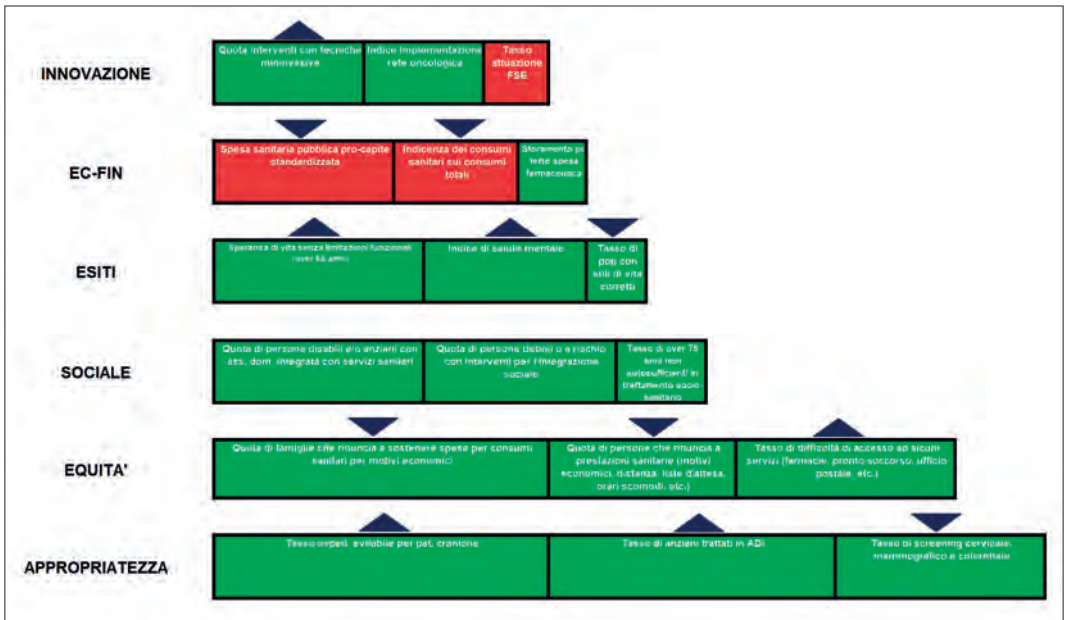 INNOVAZIONE
Quota interventi con tecniche
mininvasive
Indice implementazione
rete oncologica
Tasso
attuazione
FSE
EC-FIN
Spesa sanitaria pubblica pro-capite
standardizzata
Indicenza dei consumi
sanitari sui consumi
totali
spesa
farmaceutica
ESITI
Speranza di vita senza limitazioni funzionali
Indice di salute mentale
Tasso di
pop con
stili di vita
corretti
SOCIALE
Quota di persone disabili e/o anziani con
ass. dom. integrata con servizi sanitari
Quota di persone deboli o a rischio
con interventi per l'integrazione
sociale
Tasso di over 75
anni non
autosufficienti in
trattamento socio
sanitario
EQUITA'
Quota di famiglie che rinuncia a sostenere spese per consumi
sanitari per motivi economici
Quota di persone che rinuncia a
prestazioni sanitarie (motivi
economici, distanza, liste d'attesa,
orari scomodi, etc.)
Tasso di difficoltà di accesso ad alcuni
servizi (farmacie, pronto soccorso, ufficio
postale, etc.)
APPROPRIATEZZA
Tasso osped. evitabile per pat. croniche
Tasso di anziani trattati in ADI
Tasso di screening cervicale,
mammografico e colorettale